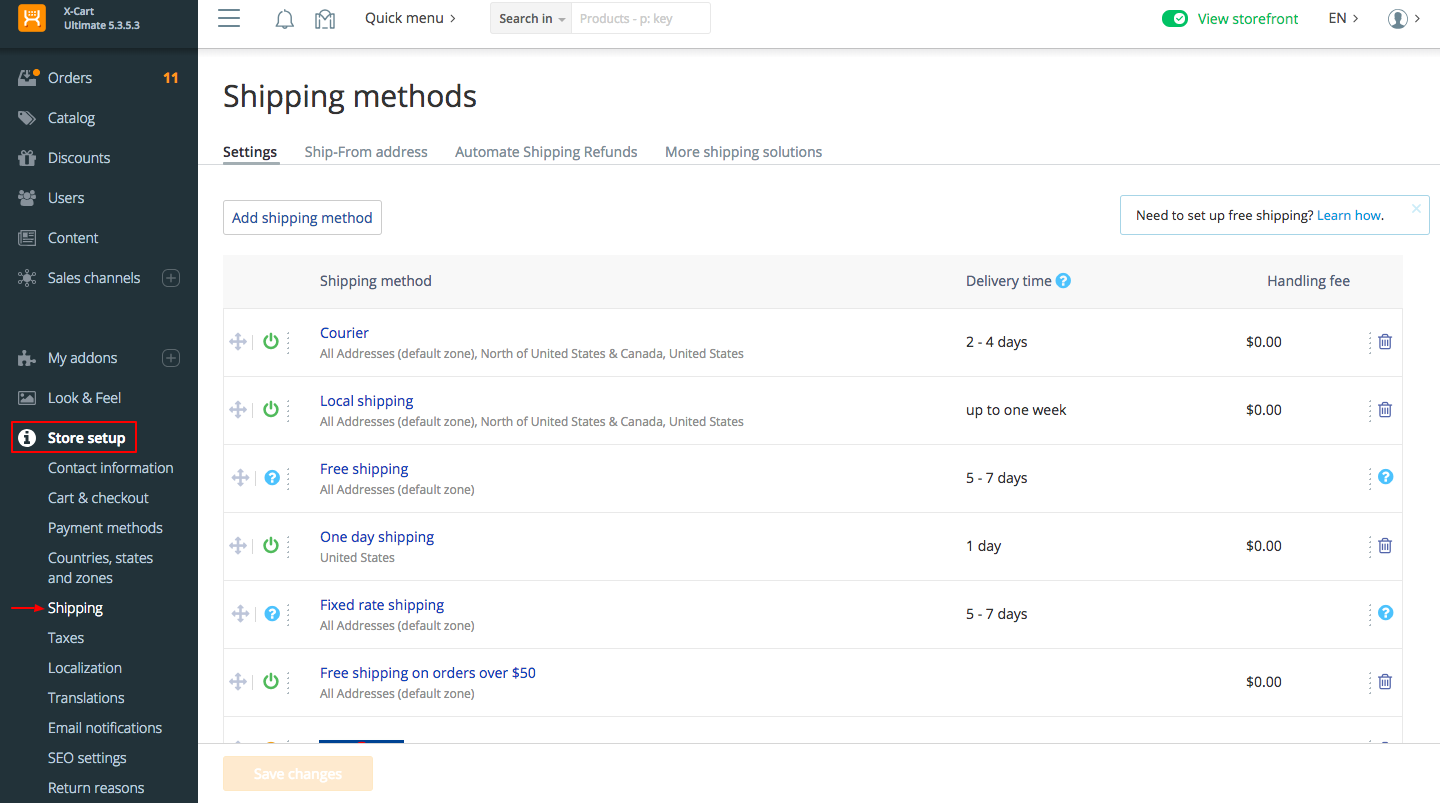 X-Cart
Ultimate 5.3.5.3
Quick menu
Search in
Products - p: key
View storefront
EN
Orders
11
Catalog
Discounts
Users
Content
Sales channels
My addons
Look & Feel
Store setup
Contact information
Cart & checkout
Payment methods
Countries, states
and zones
Shipping
Taxes
Localization
Translations
Email notifications
SEO settings
Return reasons
Shipping methods
Settings
Ship-From address
Automate Shipping Refunds
More shipping solutions
Add shipping method
Need to set up free shipping? Learn how.
Shipping method
Delivery time
Handling fee
Courier
All Addresses (default zone), North of United States & Canada, United States
2 - 4 days
$0.00
Local shipping
All Addresses (default zone), North of United States & Canada, United States
up to one week
$0.00
Free shipping
All Addresses (default zone)
5 - 7 days
One day shipping
United States
1 day
$0.00
Fixed rate shipping
All Addresses (default zone)
5 - 7 days
Free shipping on orders over $50
All Addresses (default zone)
$0.00
Save changes